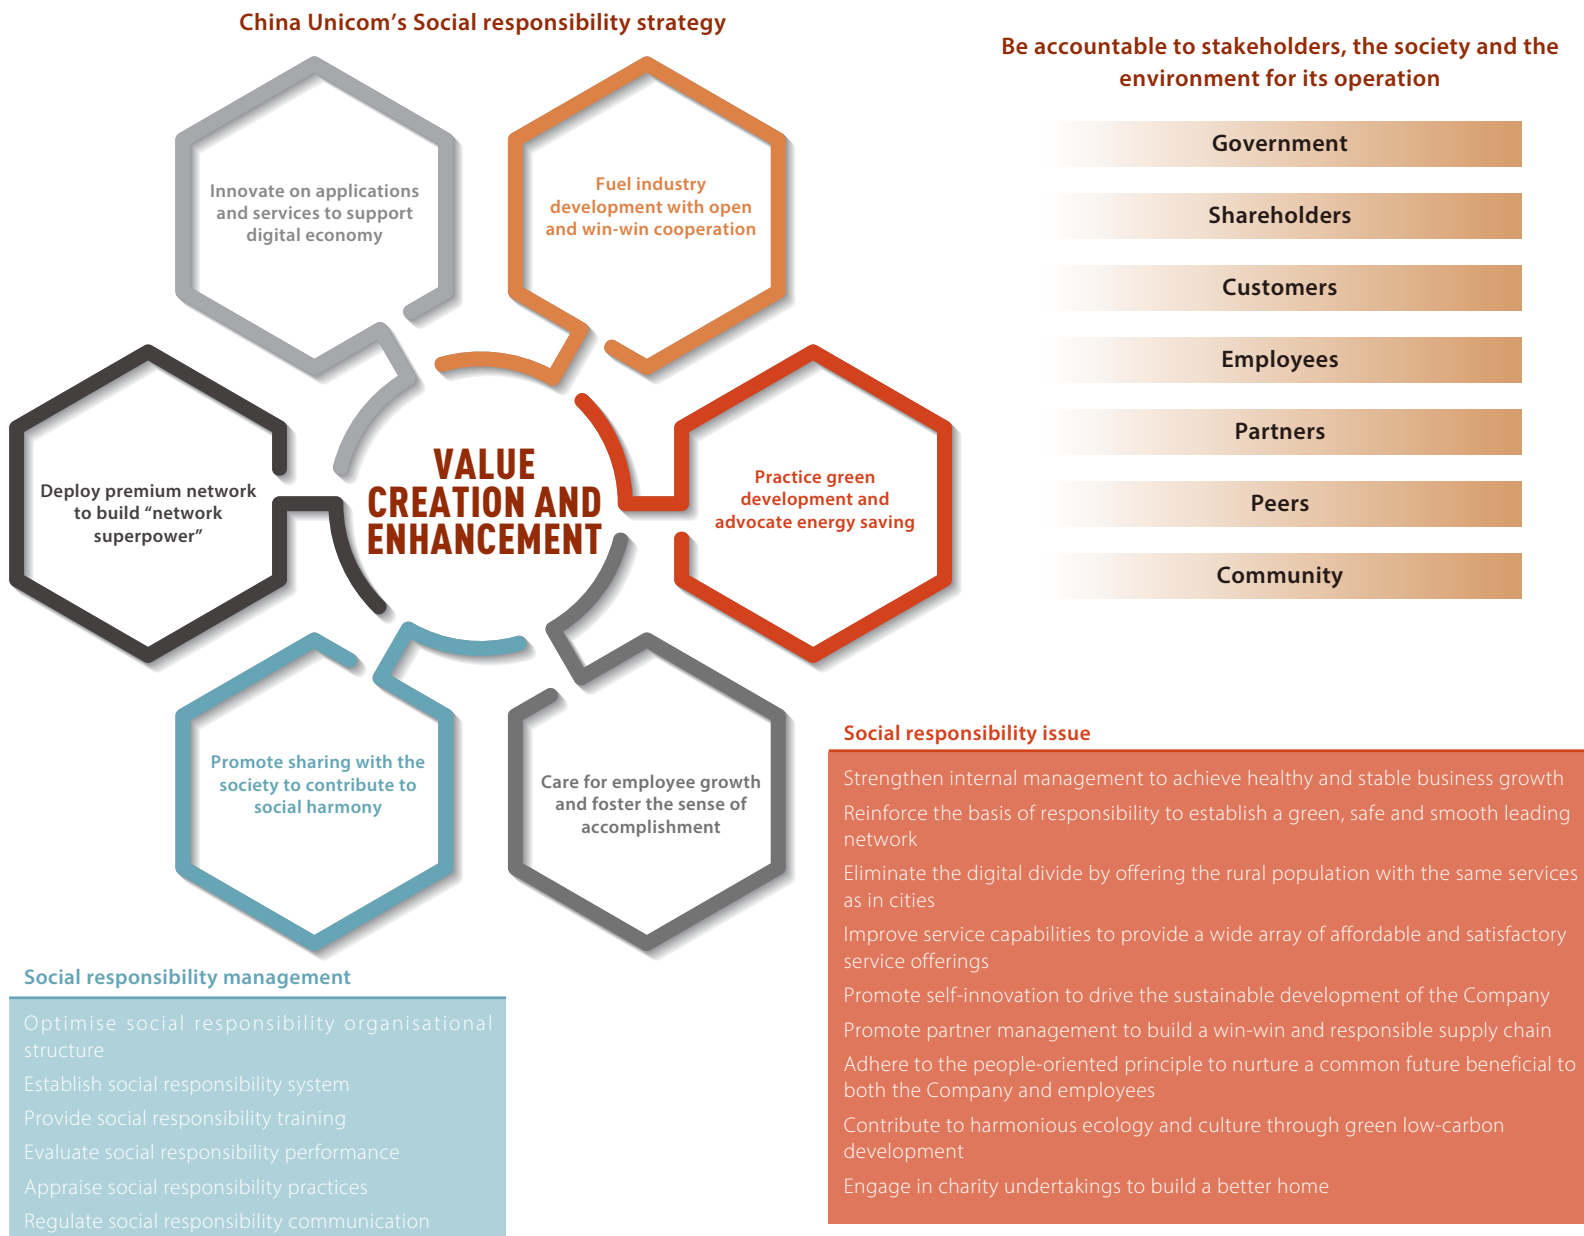 China Unicom’s Social responsibility strategy
Innovate on applications
and services to support
digital economy
Fuel industry
development with open
and win-win cooperation
Deploy premium network
to build “network
superpower”
VALUE
CREATION AND
ENHANCEMENT
Practice green
development and
advocate energy saving
Promote sharing with the
society to contribute to
social harmony
Care for employee growth
and foster the sense of
accomplishment
Be accountable to stakeholders, the society and the
environment for its operation
Government
Shareholders
Customers
Employees
Partners
Peers
Community
Social responsibility management
Optimise social responsibility organisational
structure
Establish social responsibility system
Provide social responsibility training
Evaluate social responsibility performance
Appraise social responsibility practices
Regulate social responsibility communication
Social responsibility issue
Strengthen internal management to achieve healthy and stable business growth
Reinforce the basis of responsibility to establish a green, safe and smooth leading
network
Eliminate the digital divide by offering the rural population with the same services
as in cities
Improve service capabilities to provide a wide array of affordable and satisfactory
service offerings
Promote self-innovation to drive the sustainable development of the Company
Promote partner management to build a win-win and responsible supply chain
Adhere to the people-oriented principle to nurture a common future beneficial to
both the Company and employees
Contribute to harmonious ecology and culture through green low-carbon
development
Engage in charity undertakings to build a better home